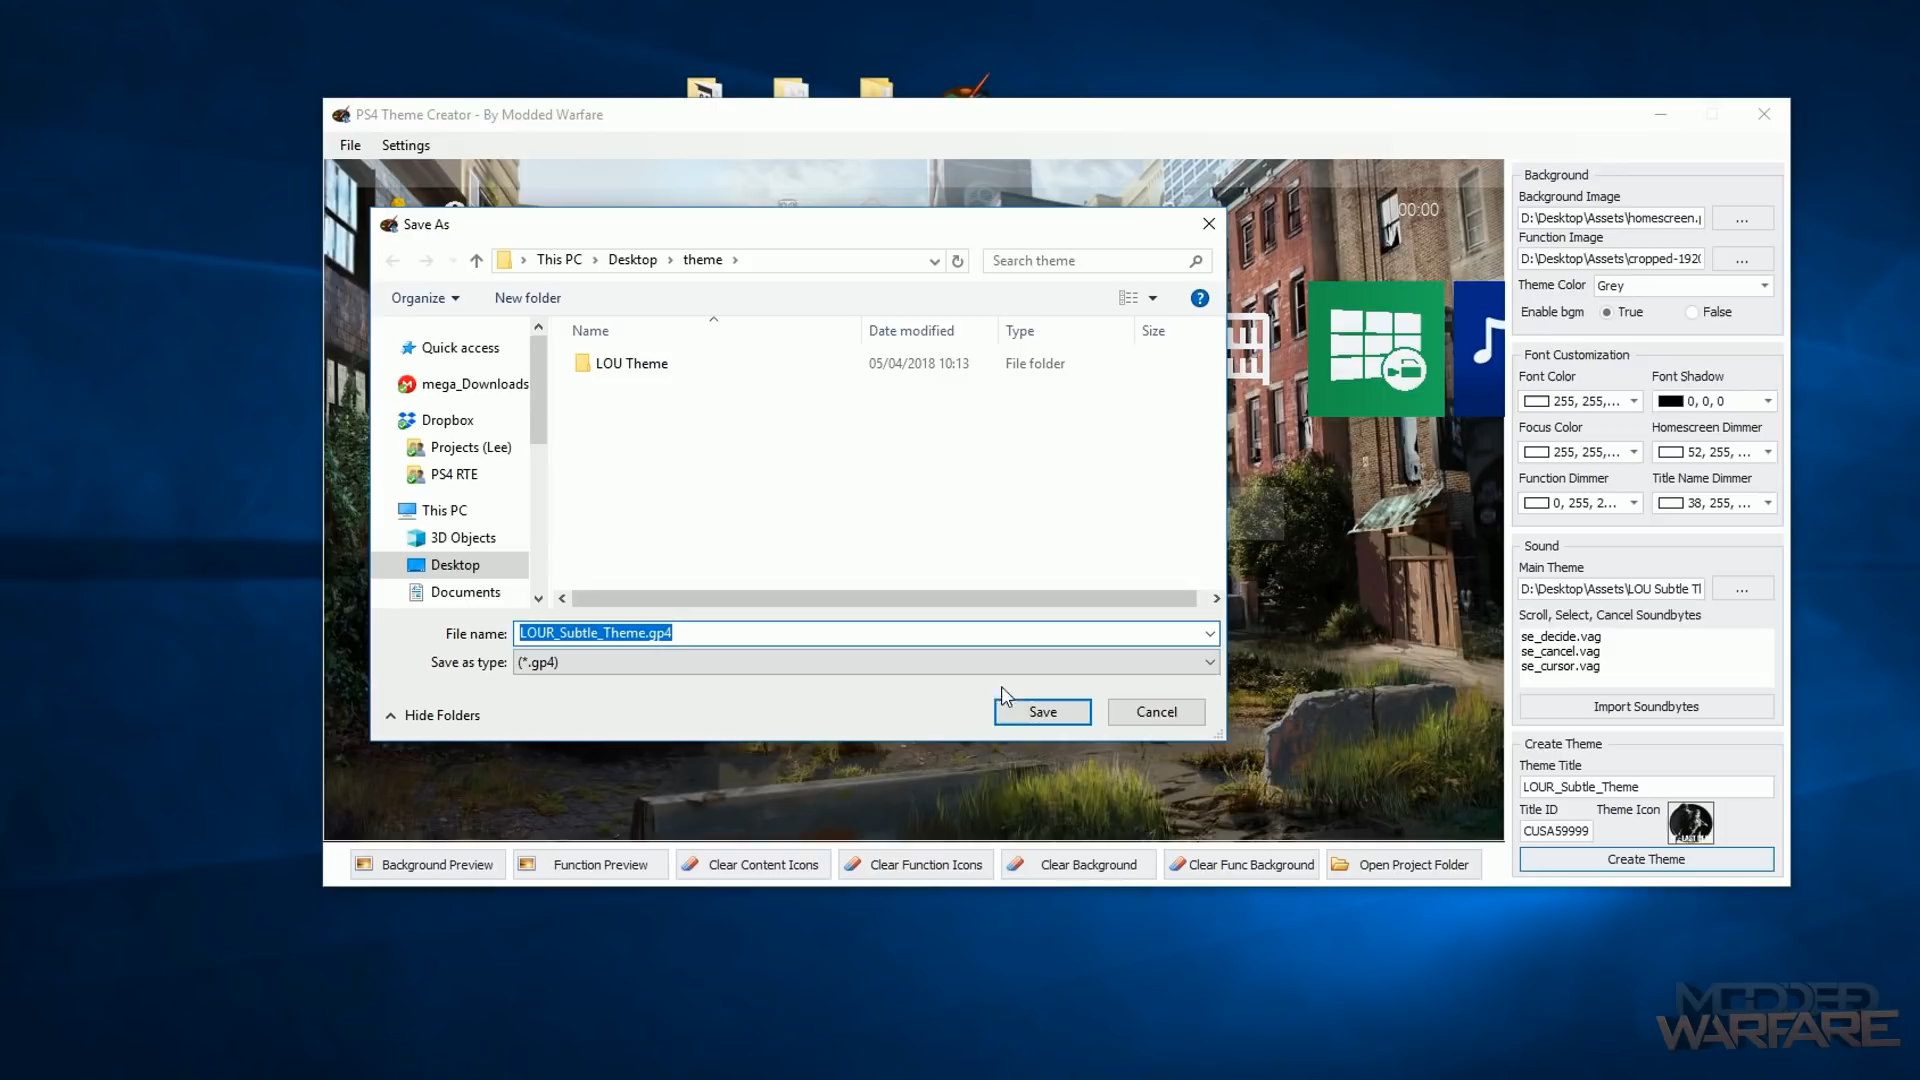 PS4 Theme Creator - By Modded Warfare
File Settings
Save As
This PC > Desktop > theme >
Search theme
Organize
New folder
Name
Date modified
Type
Size
LOU Theme
05/04/2018 10:13
File folder
Quick access
mega_Downloads
Dropbox
Projects (Lee)
PS4 RTE
This PC
3D Objects
Desktop
Documents
File name: LOUR_Subtle_Theme.gp4
Save as type: (*.gp4)
Hide Folders
Save
Cancel
00:00
Background
Background Image
D:\Desktop\Assets\homescreen.p
...
Function Image
D:\Desktop\Assets\cropped-192(
...
Theme Color Grey
Enable bgm True False
Font Customization
Font Color Font Shadow
255, 255,... 0, 0, 0
Focus Color Homescreen Dimmer
255, 255,... 52, 255, ...
Function Dimmer Title Name Dimmer
0, 255, 2... 38, 255, ...
Sound
Main Theme
D:\Desktop\Assets\LOU Subtle Tl
...
Scroll, Select, Cancel Soundbytes
se_decide.vag
se_cancel.vag
se_cursor.vag
Import Soundbytes
Create Theme
Theme Title
LOUR_Subtle_Theme
Title ID Theme Icon
CUSA59999
Create Theme
Background Preview
Function Preview
Clear Content Icons
Clear Function Icons
Clear Background
Clear Func Background
Open Project Folder
MODDED
WARFARE